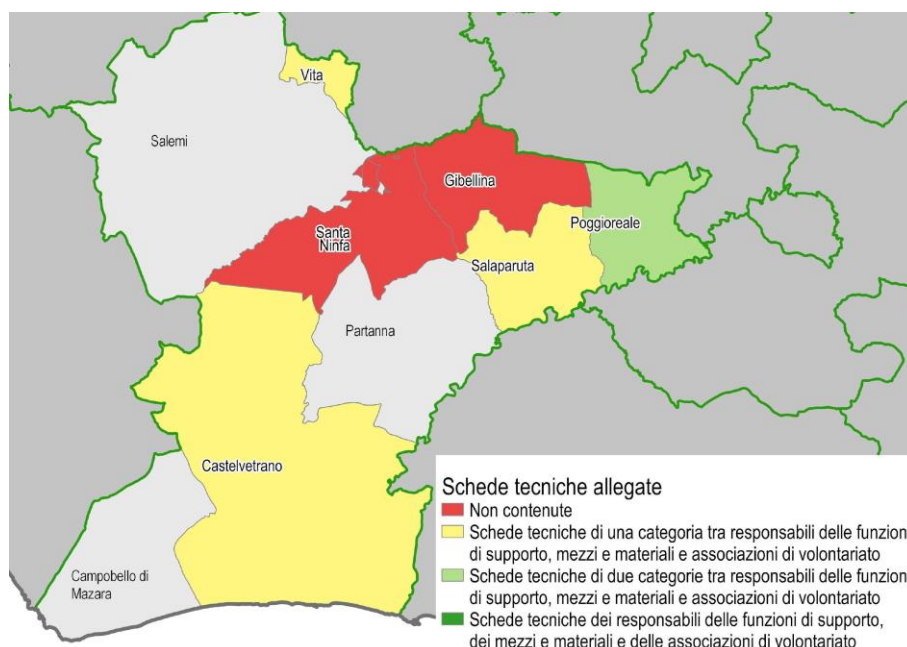 Vita
Salemi
Gibellina
Poggioreale
Santa
Ninfa
Salaparuta
Partanna
Castelvetrano
Campobello di
Mazara
Schede tecniche allegate
Non contenute
Schede tecniche di una categoria tra responsabili delle funzion
di supporto, mezzi e materiali e associazioni di volontariato
Schede tecniche di due categorie tra responsabili delle funzion
di supporto, mezzi e materiali e associazioni di volontariato
Schede tecniche dei responsabili delle funzioni di supporto,
dei mezzi e materiali e delle associazioni di volontariato